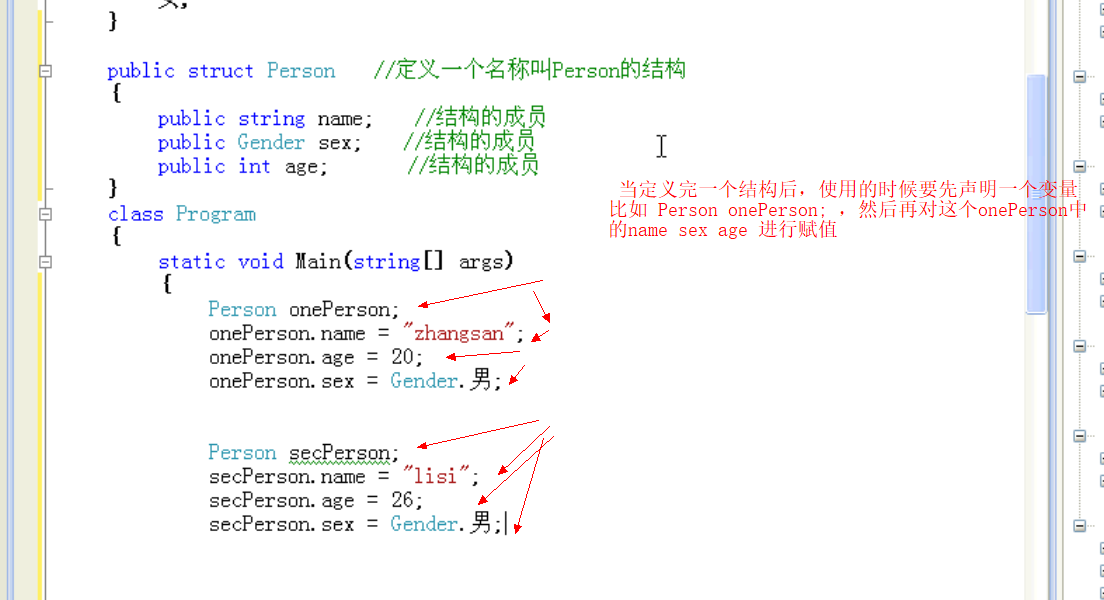 }
public struct Person //定义一个名称叫Person的结构
{
public string name; //结构的成员
public Gender sex; //结构的成员
public int age; //结构的成员
}
当定义完一个结构后，使用的时候要先声明一个变量
比如 Person onePerson; ，然后再对这个onePerson中
的name sex age 进行赋值
class Program
{
static void Main(string[] args)
{
Person onePerson;
onePerson.name = "zhangsan";
onePerson.age = 20;
onePerson.sex = Gender.男;
Person secPerson;
secPerson.name = "lisi";
secPerson.age = 26;
secPerson.sex = Gender.男;